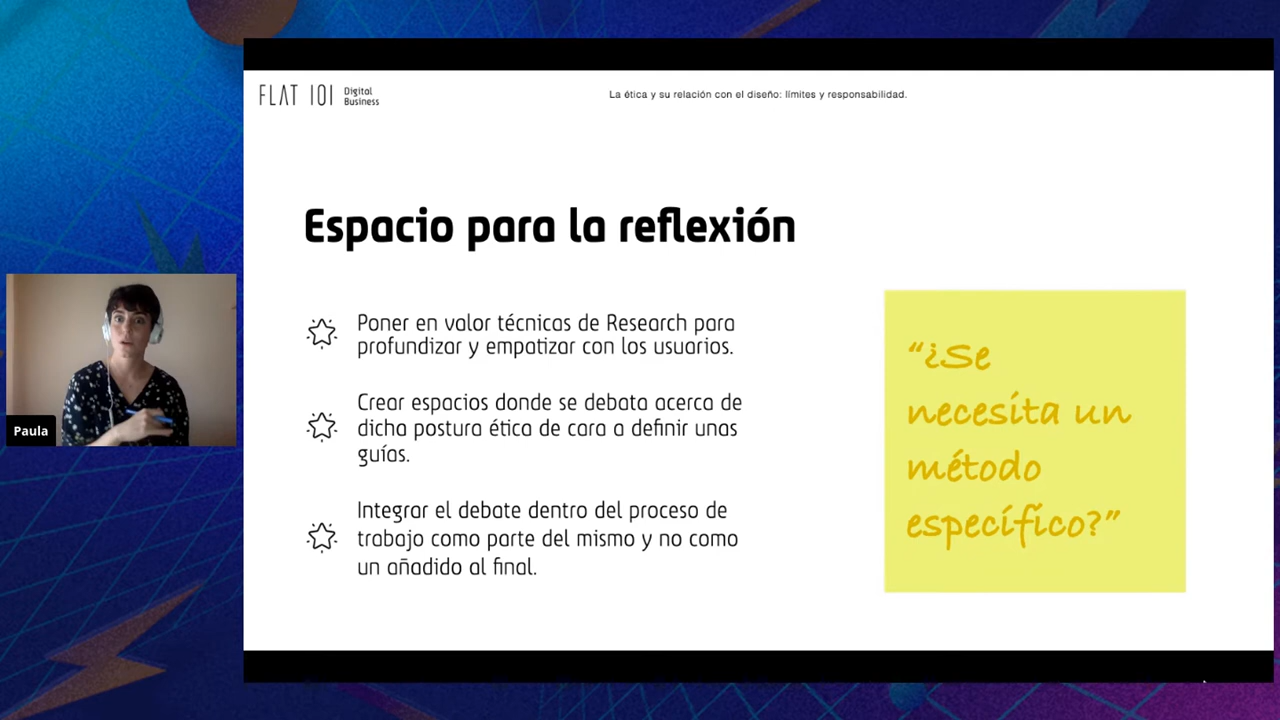 FLAT 101 Digital Business
La ética y su relación con el diseño: límites y responsabilidad.
Espacio para la reflexión
Poner en valor técnicas de Research para
profundizar y empatizar con los usuarios.
Crear espacios donde se debata acerca de
dicha postura ética de cara a definir unas
guías.
Integrar el debate dentro del proceso de
trabajo como parte del mismo y no como
un añadido al final.
“¿Se
necesita un
método
específico?”
Paula